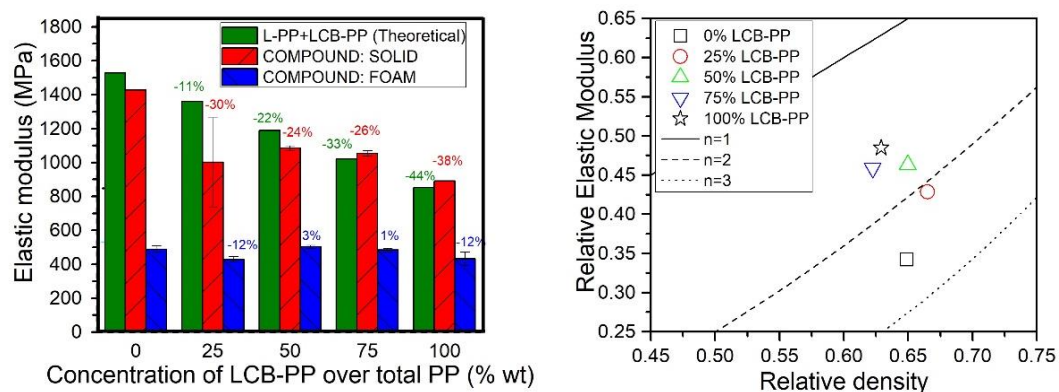 L-PP+LCB-PP (Theoretical)
COMPOUND: SOLID
COMPOUND: FOAM
Elastic modulus (MPa)
1800
1600
1400
1200
1000
800
600
400
200
0
-11%
-30%
-12%
-22%
-24%
3%
-33%
-26%
1%
-44%
-38%
-12%
0 25 50 75 100
Concentration of LCB-PP over total PP (% wt)
Relative Elastic Modulus
0.65
0.60
0.55
0.50
0.45
0.40
0.35
0.30
0.25
0% LCB-PP
25% LCB-PP
50% LCB-PP
75% LCB-PP
100% LCB-PP
n=1
n=2
n=3
0.45 0.50 0.55 0.60 0.65 0.70 0.75
Relative density